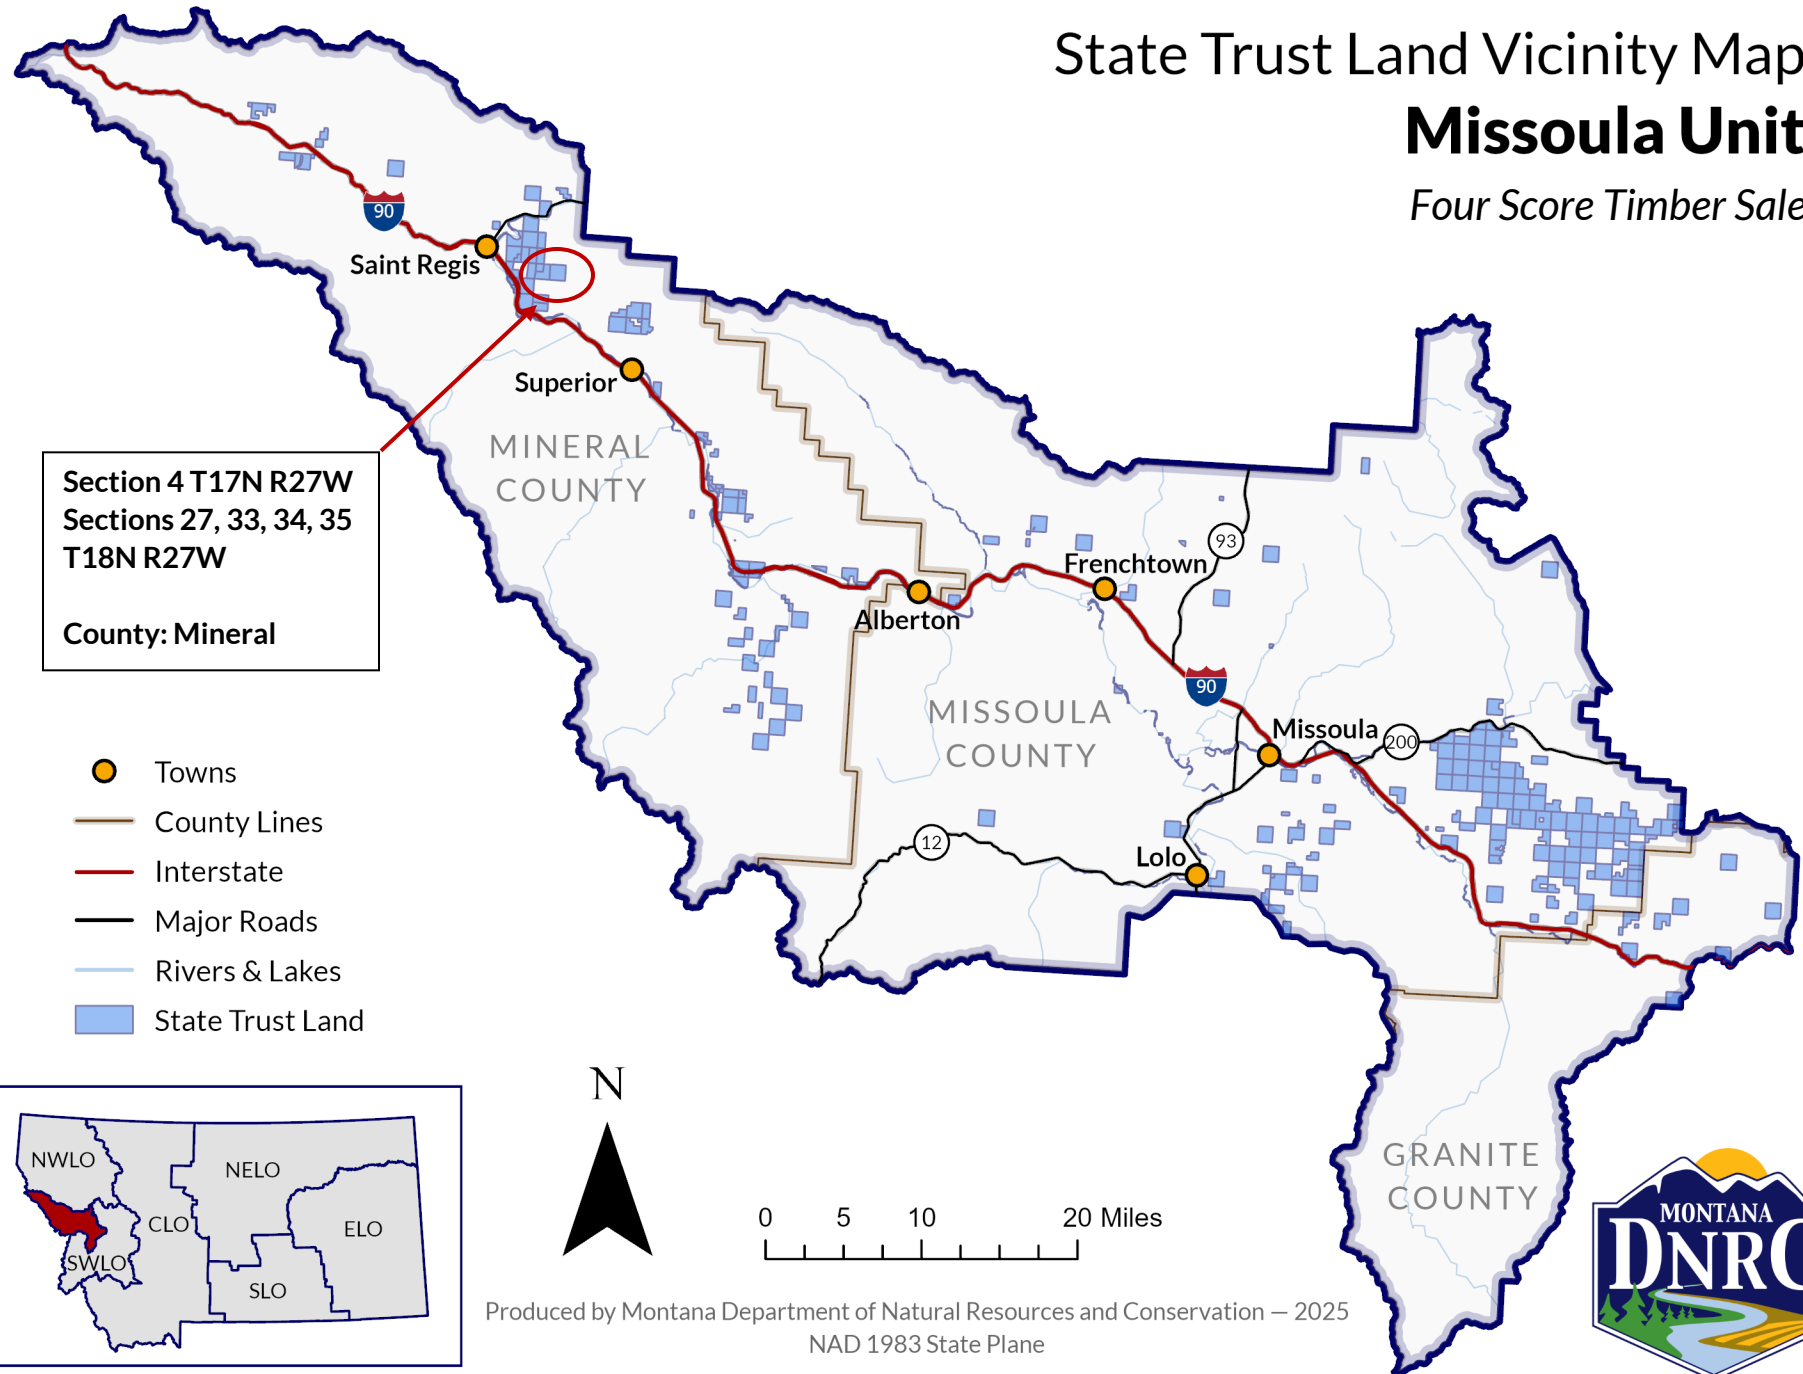 State Trust Land Vicinity Map
Missoula Unit
Four Score Timber Sale
90
Saint Regis
Superior
MINERAL
COUNTY
Section 4 T17N R27W
Sections 27, 33, 34, 35
T18N R27W
County: Mineral
93
Frenchtown
Alberton
90
MISSOULA
COUNTY
Missoula
200
12
Lolo
Towns
County Lines
Interstate
Major Roads
Rivers & Lakes
State Trust Land
GRANITE
COUNTY
NWLO
NELO
CLO
ELO
SWLO
SLO
N
0 5 10 20 Miles
Produced by Montana Department of Natural Resources and Conservation — 2025
NAD 1983 State Plane
MONTANA
DNRC